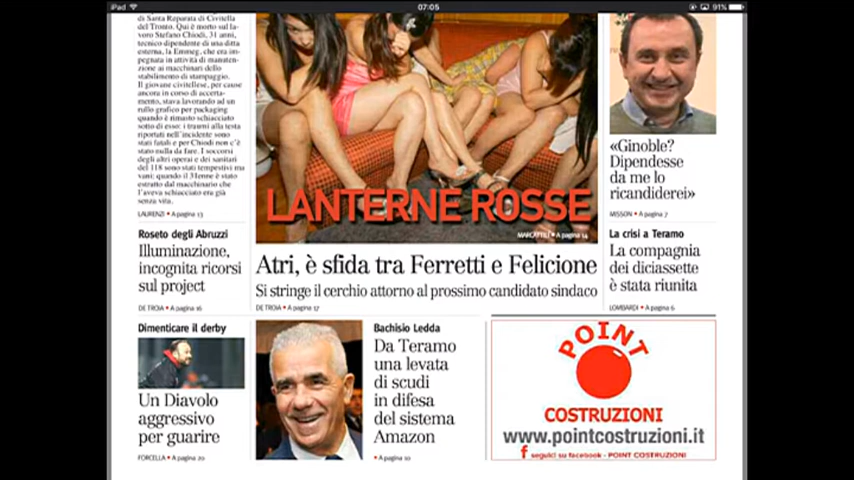 iPad
07:05
91%
di Santa Reparata di Civitella
del Tronto. Qui è morto sul la-
voro Stefano Chiodi, 31 anni,
tecnico dipendente di una ditta
esterna, la Emmeg, che era im-
pegnata in attività di manuten-
zione ai macchinari dello
stabilimento di stampaggio.
Il giovane civitellese, per cause
ancora in corso di accerta-
mento, stava lavorando ad un
rullo grafico per packaging
quando è rimasto schiacciato
sotto di esso: i traumi alla testa
riportati nell'incidente sono
stati fatali e per Chiodi non c'è
stato nulla da fare. I soccorsi
degli altri operai e dei sanitari
del 118 sono stati tempestivi ma
vani: quando il 31enne è stato
estratto dal macchinario che
l'aveva schiacciato era già
senza vita.
LAURENZI • A pagina 13
Roseto degli Abruzzi
Illuminazione,
incognita ricorsi
sul project
DE TROIA • A pagina 16
LANTERNE ROSSE
MARCATTILI • A pagina 14
Atri, è sfida tra Ferretti e Felicione
Si stringe il cerchio attorno al prossimo candidato sindaco
DE TROIA • A pagina 17
«Ginoble?
Dipendesse
da me lo
ricandiderei»
MISSON • A pagina 7
La crisi a Teramo
La compagnia
dei diciassette
è stata riunita
LOMBARDI • A pagina 6
Dimenticare il derby
Un Diavolo
aggressivo
per guarire
FORCELLA • A pagina 20
Bachisio Ledda
Da Teramo
una levata
di scudi
in difesa
del sistema
Amazon
• A pagina 10
POINT
COSTRUZIONI
www.pointcostruzioni.it
f seguici su facebook - POINT COSTRUZIONI